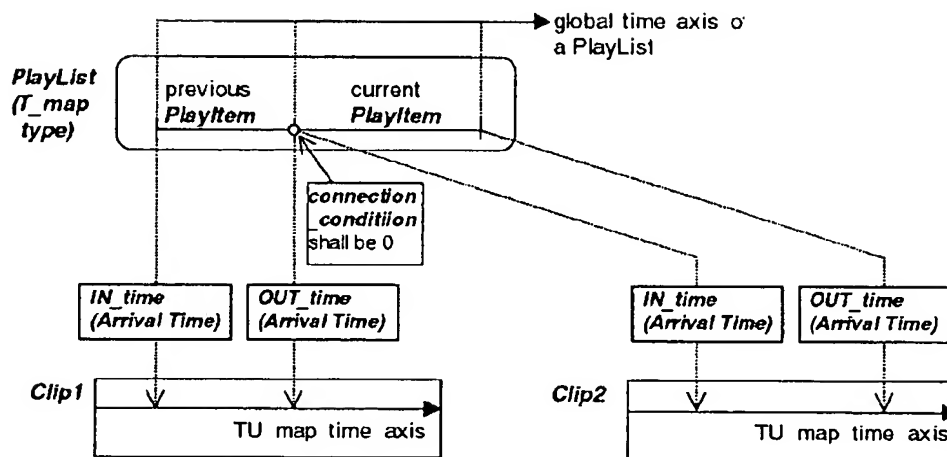 global time axis o
a PlayList
PlayList
(T_map
type)
previous
PlayItem
current
PlayItem
connection
_conditiion
shall be 0
IN_time
(Arrival Time)
OUT_time
(Arrival Time)
IN_time
(Arrival Time)
OUT_time
(Arrival Time)
Clip1
TU map time axis
Clip2
TU map time axis